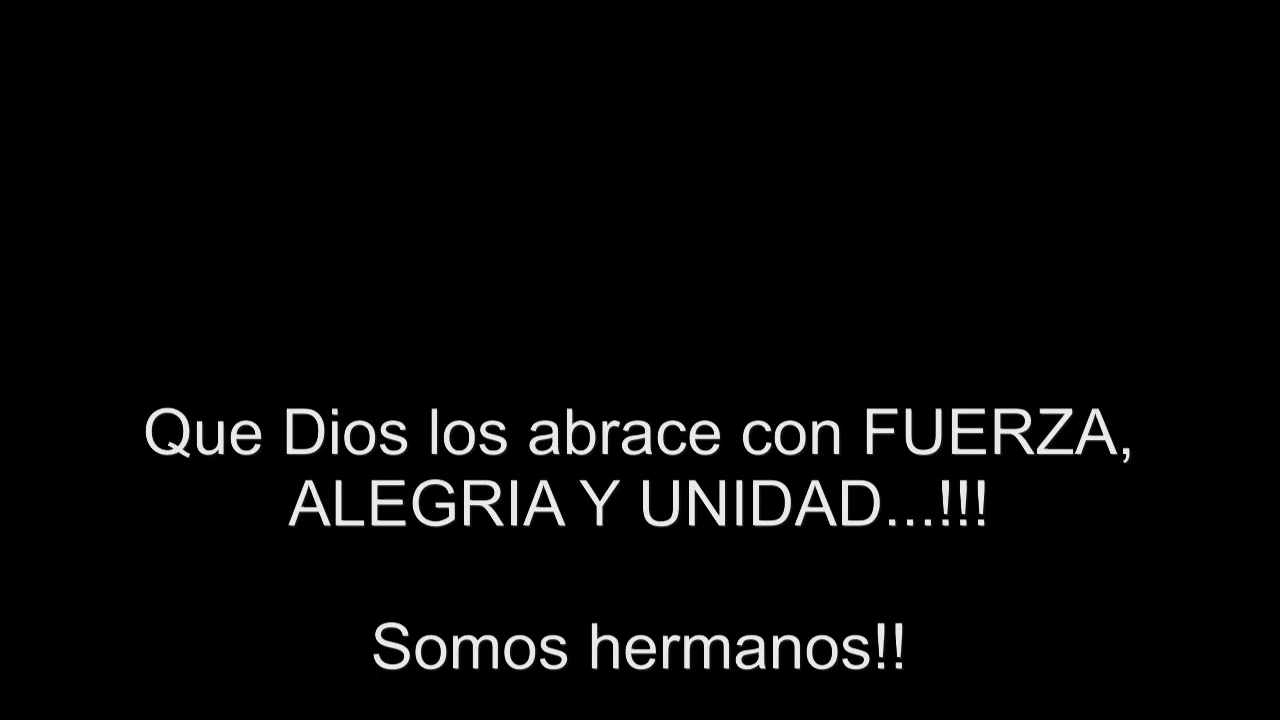 Que Dios los abrace con FUERZA,
ALEGRIA Y UNIDAD...!!!
Somos hermanos!!